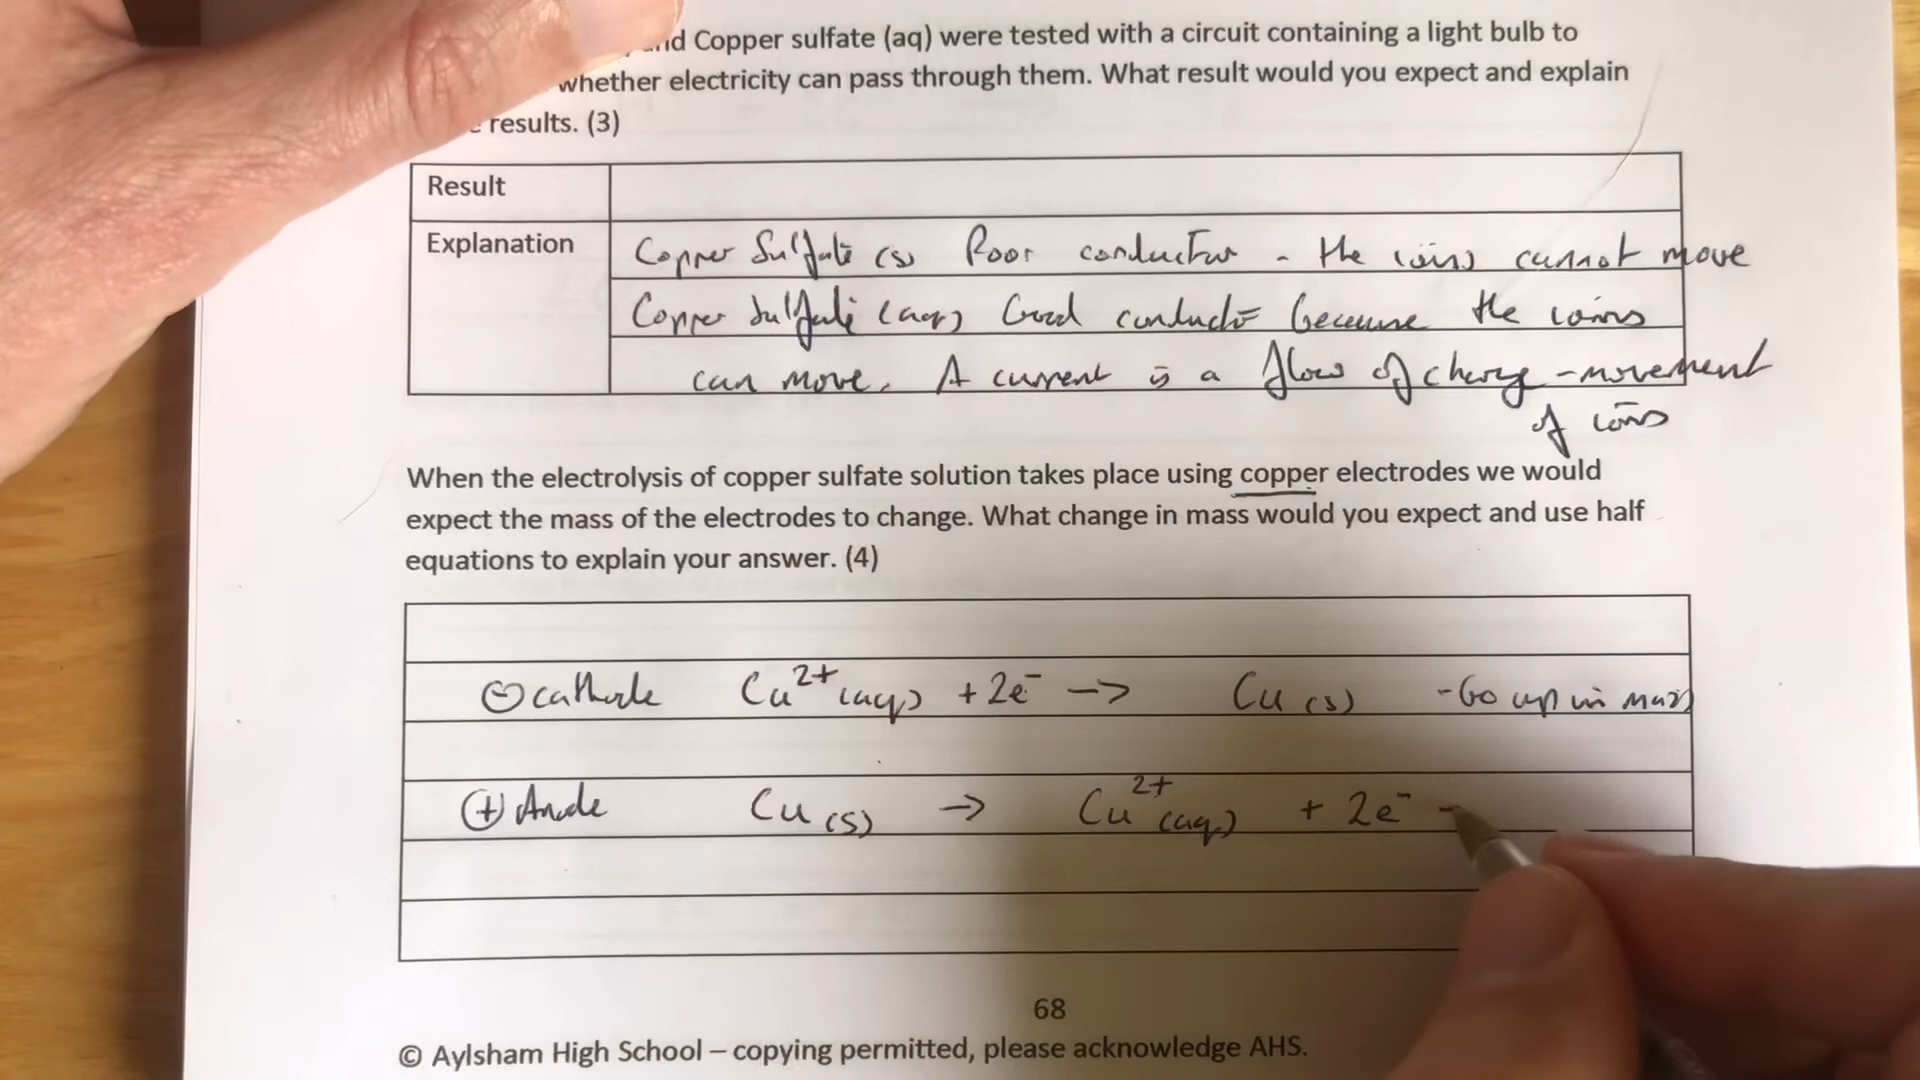 and Copper sulfate (aq) were tested with a circuit containing a light bulb to
whether electricity can pass through them. What result would you expect and explain
results. (3)
Result
Explanation
Copper Sulfate (s) Poor conductor - the ions cannot move
Copper Sulfate (aq) Good conductor because the ions
can move. A current is a flow of charge - movement
of ions
When the electrolysis of copper sulfate solution takes place using copper electrodes we would
expect the mass of the electrodes to change. What change in mass would you expect and use half
equations to explain your answer. (4)
⊖ cathode Cu²⁺(aq) + 2e⁻ -> Cu (s) - Go up in mass
⊕ Anode Cu (s) -> Cu²⁺(aq) + 2e⁻ -
68
© Aylsham High School – copying permitted, please acknowledge AHS.